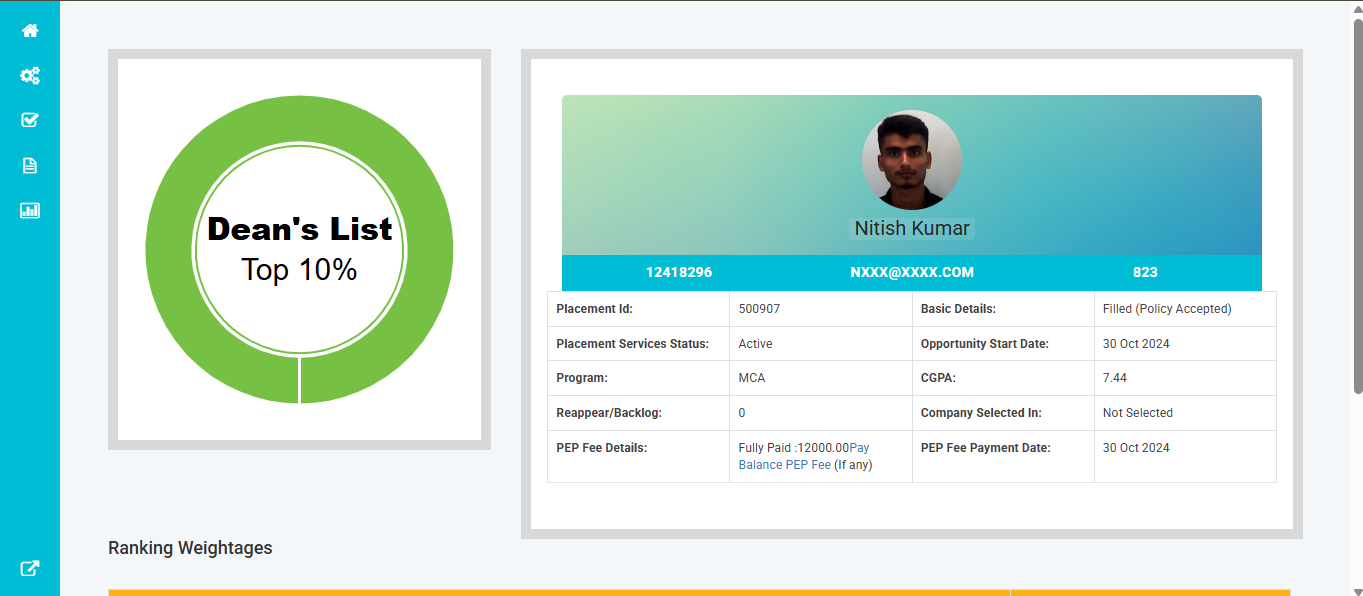 Dean's List
Top 10%
Nitish Kumar
12418296 NXXX@XXXX.COM 823
Placement Id: 500907 Basic Details: Filled (Policy Accepted)
Placement Services Status: Active Opportunity Start Date: 30 Oct 2024
Program: MCA CGPA: 7.44
Reappear/Backlog: 0 Company Selected In: Not Selected
PEP Fee Details: Fully Paid :12000.00Pay PEP Fee Payment Date: 30 Oct 2024
Balance PEP Fee (If any)
Ranking Weightages